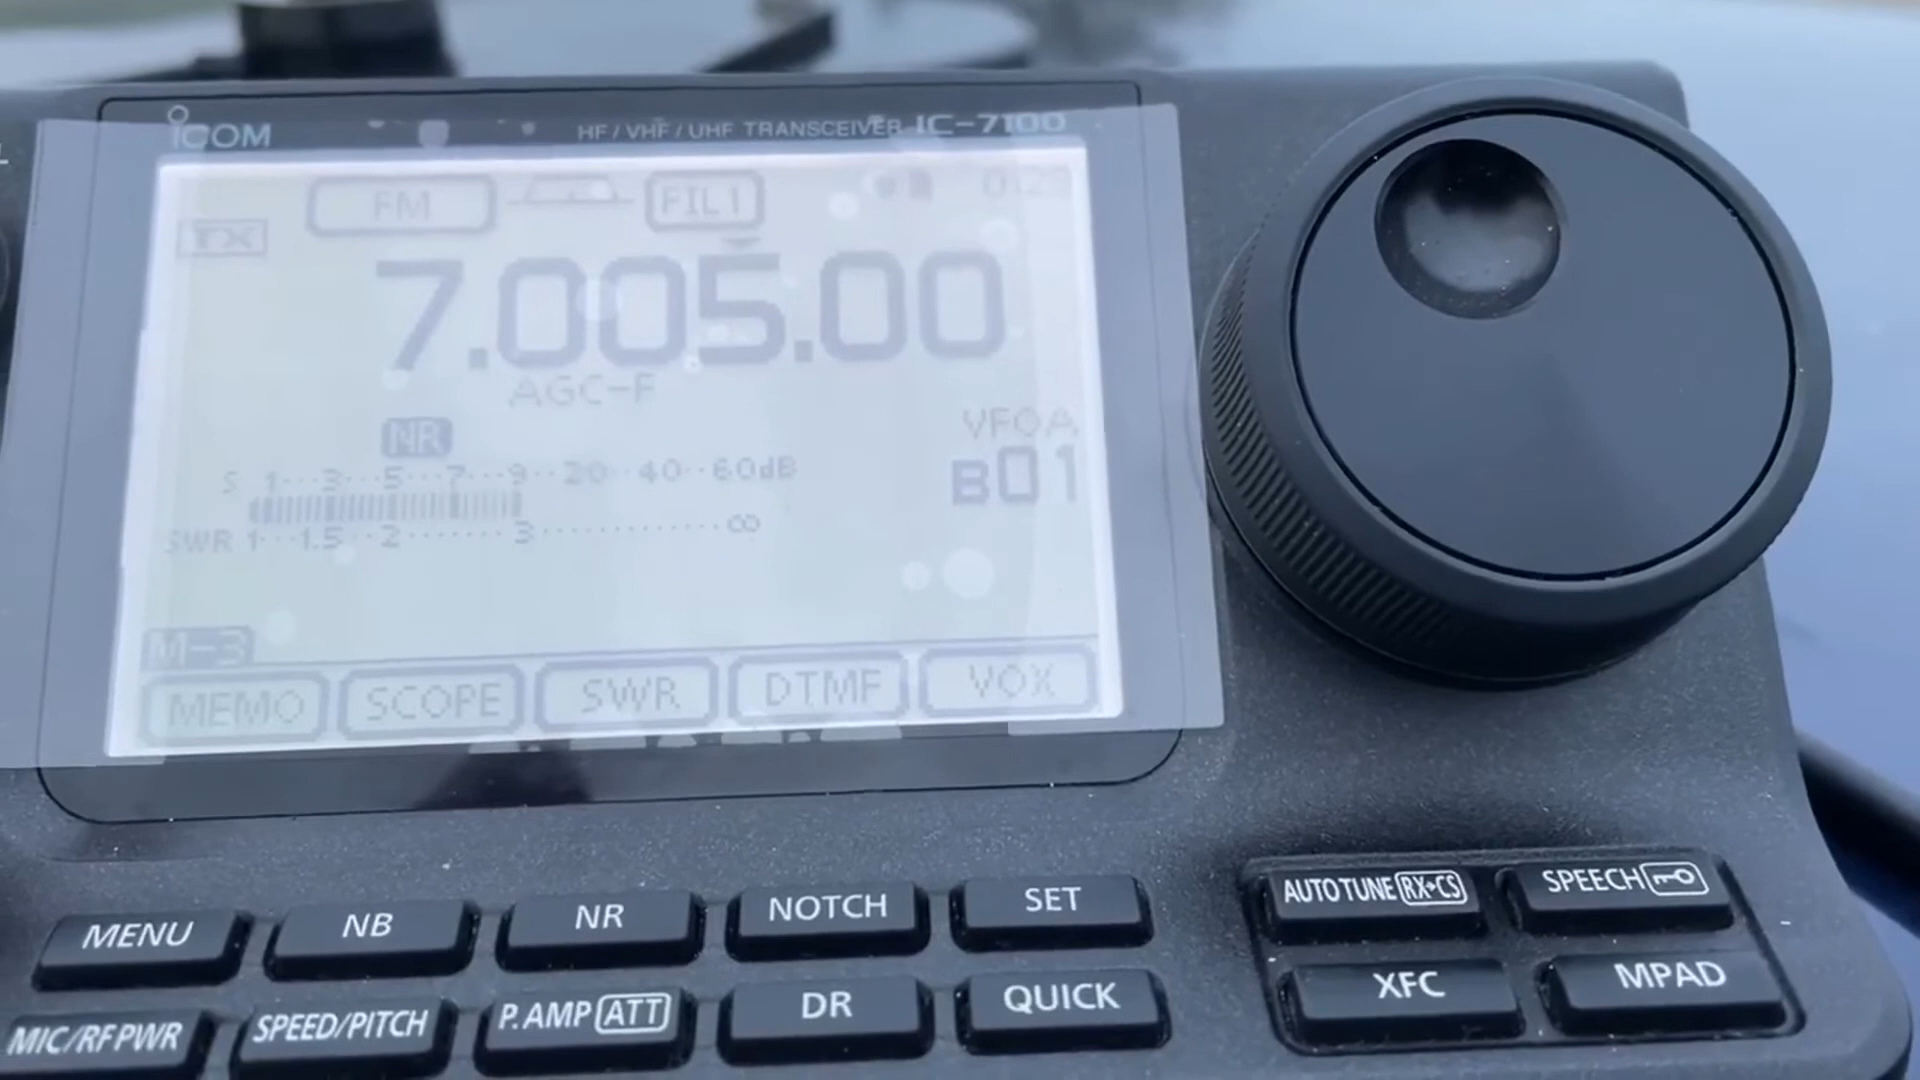 ICOM HF/VHF/UHF TRANSCEIVER IC-7100
FM FIL1
TX
7.005.00
AGC-F
NR
VFOA
B01
S 1 3 5 7 9 20 40 60dB
SWR 1 1.5 2 3 ∞
M-3
MEMO SCOPE SWR DTMF VOX
MENU NB NR NOTCH SET
MIC/RF PWR SPEED/PITCH P.AMP ATT DR QUICK
AUTO TUNE RX▸CS SPEECH
XFC MPAD